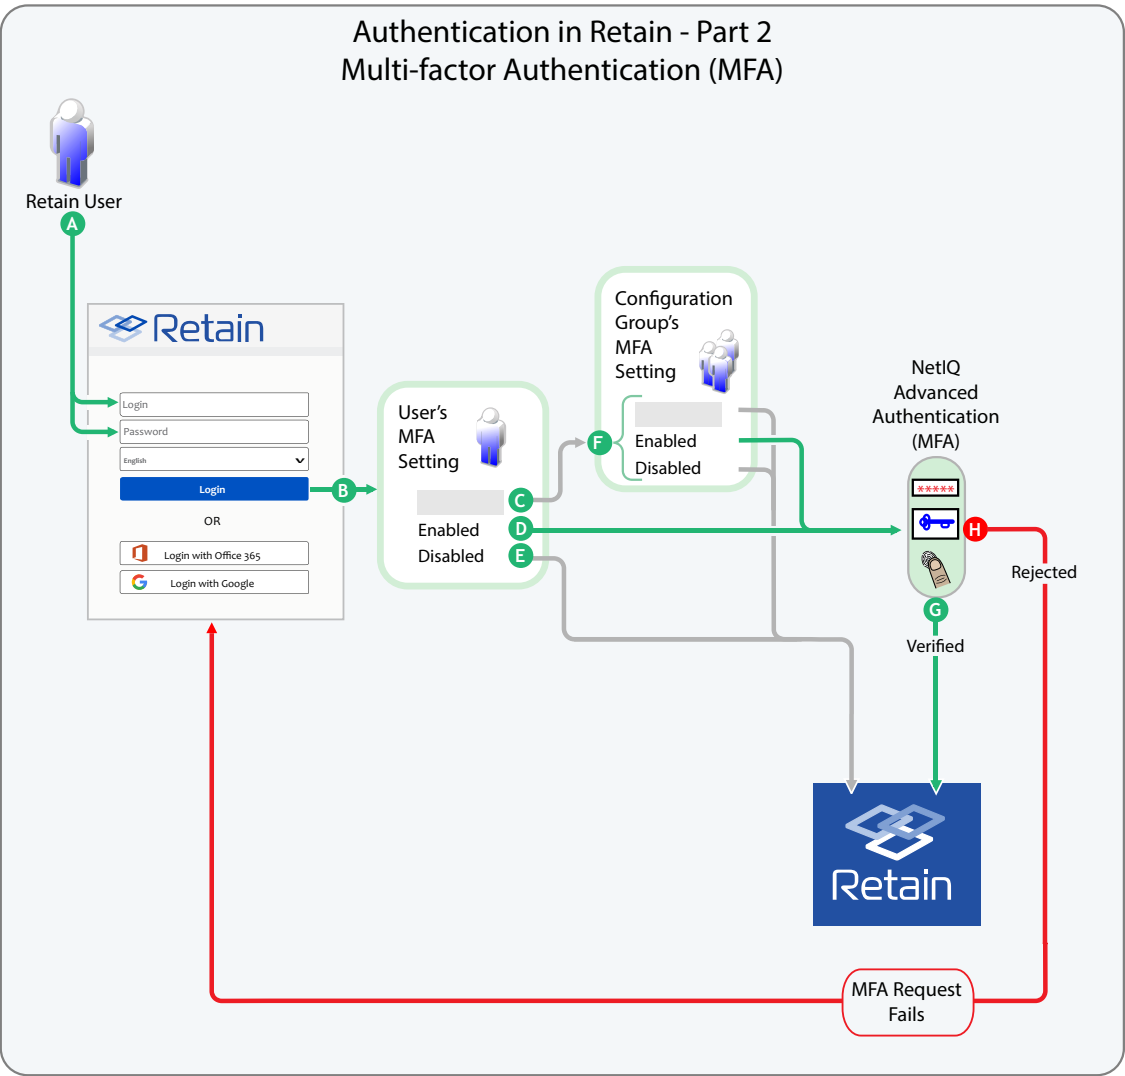 Authentication in Retain - Part 2
Multi-factor Authentication (MFA)
Retain User
A
Retain
Login
Password
English
Login
OR
Login with Office 365
Login with Google
B
User's
MFA
Setting
C
Enabled
D
Disabled
E
Configuration
Group's
MFA
Setting
F
Enabled
Disabled
NetIQ
Advanced
Authentication
(MFA)
*****
H
Rejected
G
Verified
Retain
MFA Request
Fails